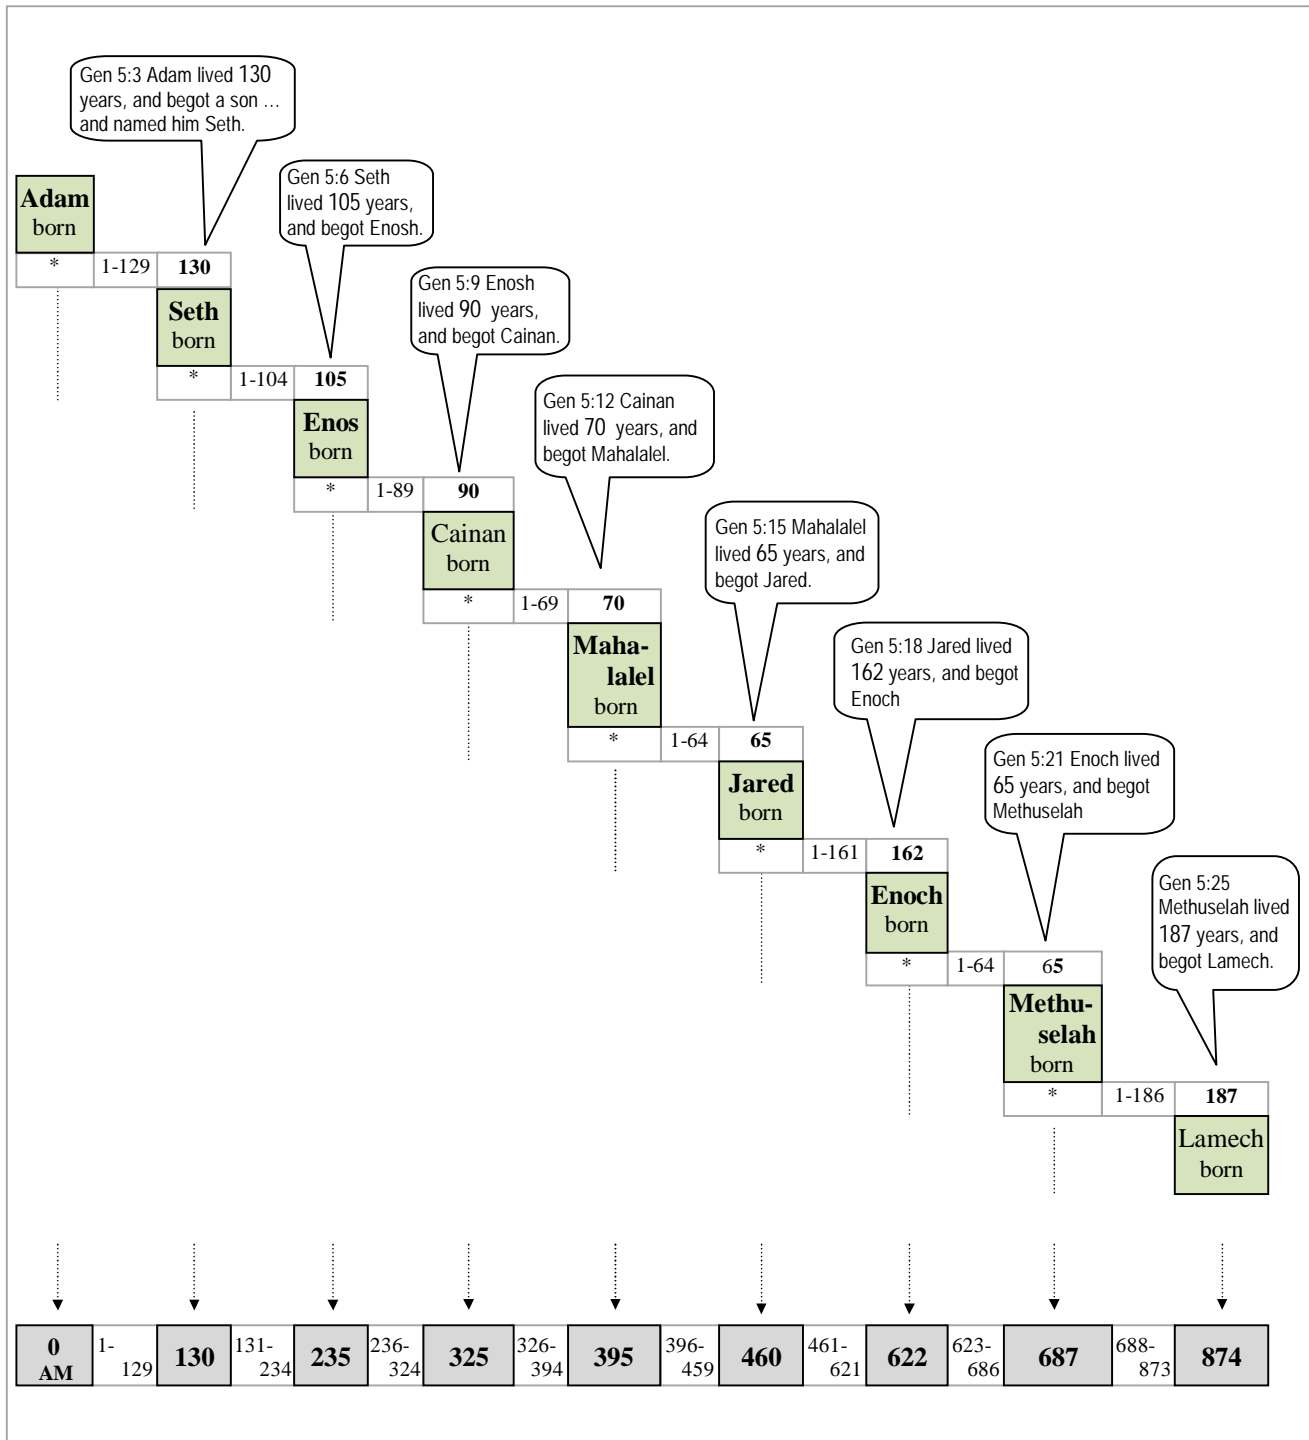 Gen 5:3 Adam lived 130
years, and begot a son …
and named him Seth.
Adam
born
* 1-129 130
Gen 5:6 Seth
lived 105 years,
and begot Enosh.
Seth
born
* 1-104 105
Gen 5:9 Enosh
lived 90 years,
and begot Cainan.
Enos
born
* 1-89 90
Gen 5:12 Cainan
lived 70 years, and
begot Mahalalel.
Cainan
born
* 1-69 70
Gen 5:15 Mahalalel
lived 65 years, and
begot Jared.
Maha-
lalel
born
* 1-64 65
Gen 5:18 Jared lived
162 years, and begot
Enoch
Jared
born
* 1-161 162
Gen 5:21 Enoch lived
65 years, and begot
Methuselah
Enoch
born
* 1-64 65
Gen 5:25
Methuselah lived
187 years, and
begot Lamech.
Methu-
selah
born
* 1-186 187
Lamech
born
0
AM
1-
129
130
131-
234
235
236-
324
325
326-
394
395
396-
459
460
461-
621
622
623-
686
687
688-
873
874